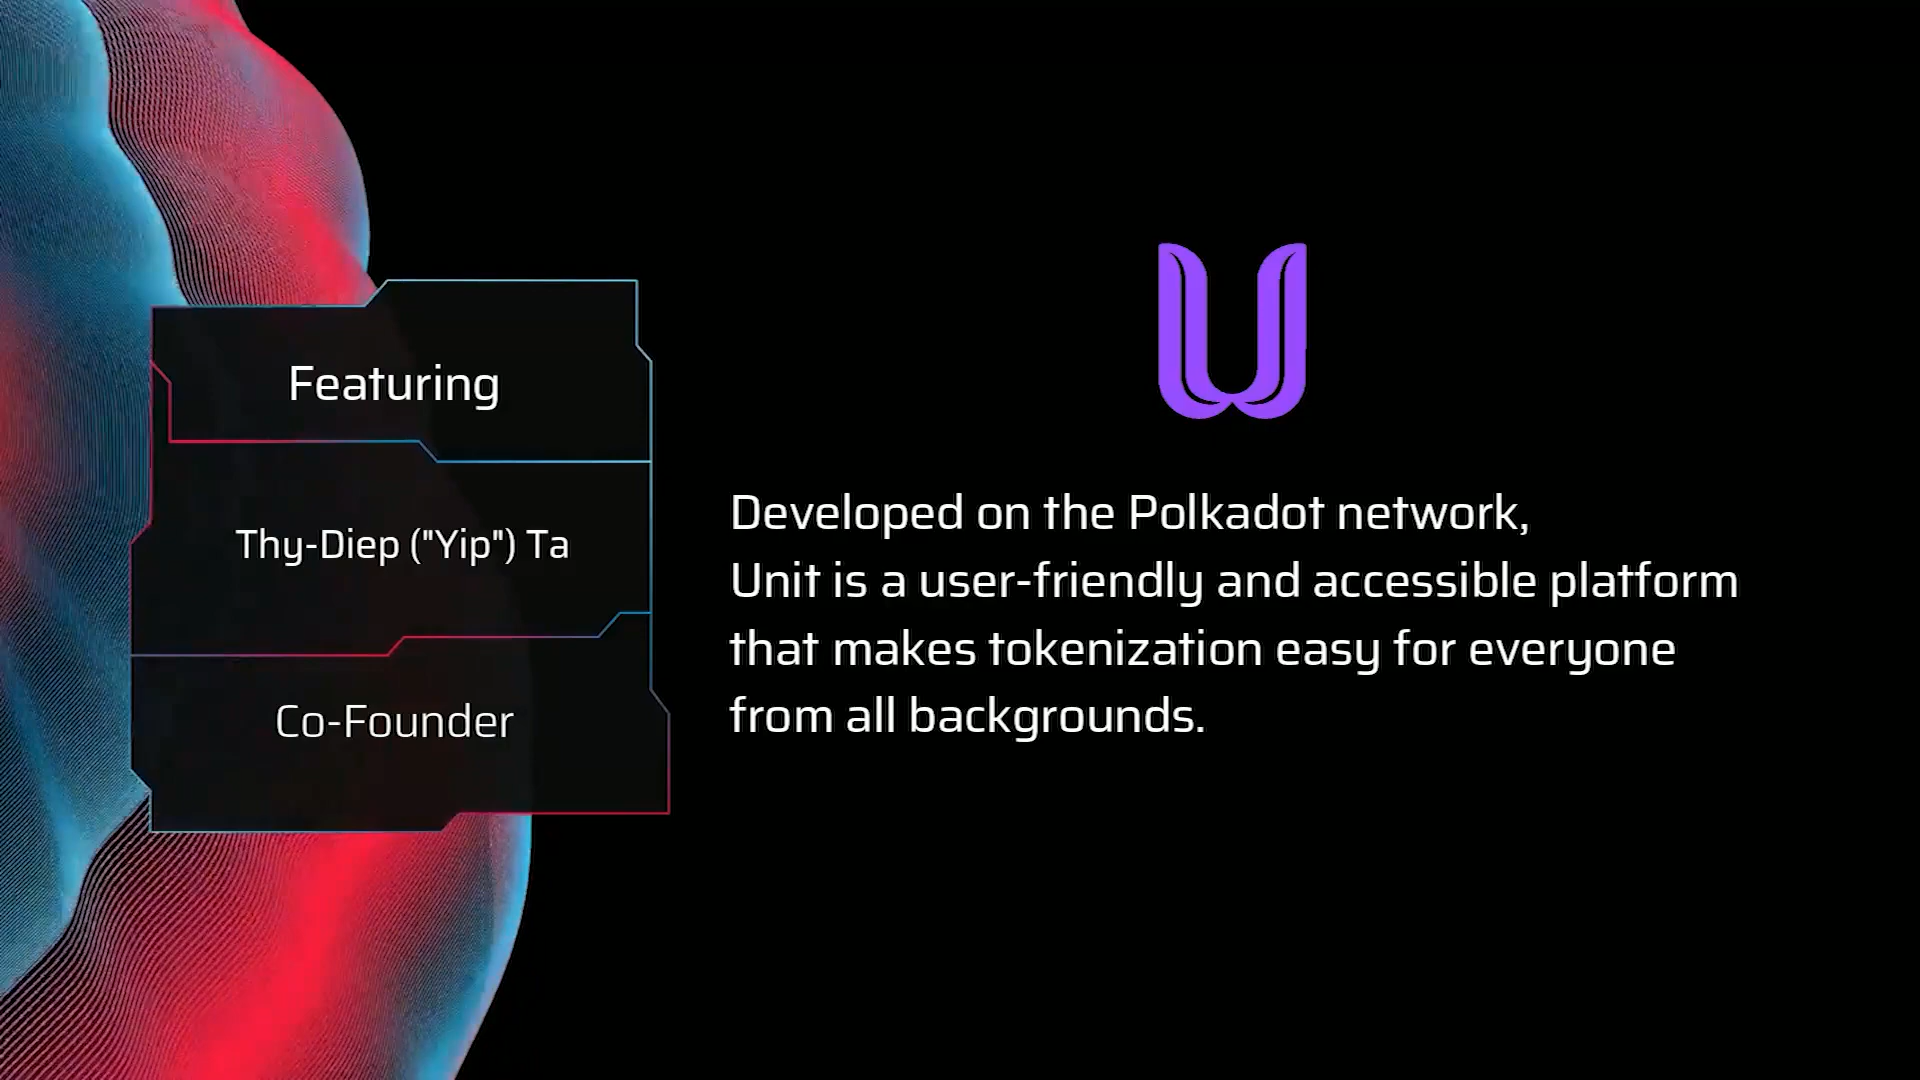 Featuring
Thy-Diep ("Yip") Ta
Co-Founder
Developed on the Polkadot network,
Unit is a user-friendly and accessible platform
that makes tokenization easy for everyone
from all backgrounds.